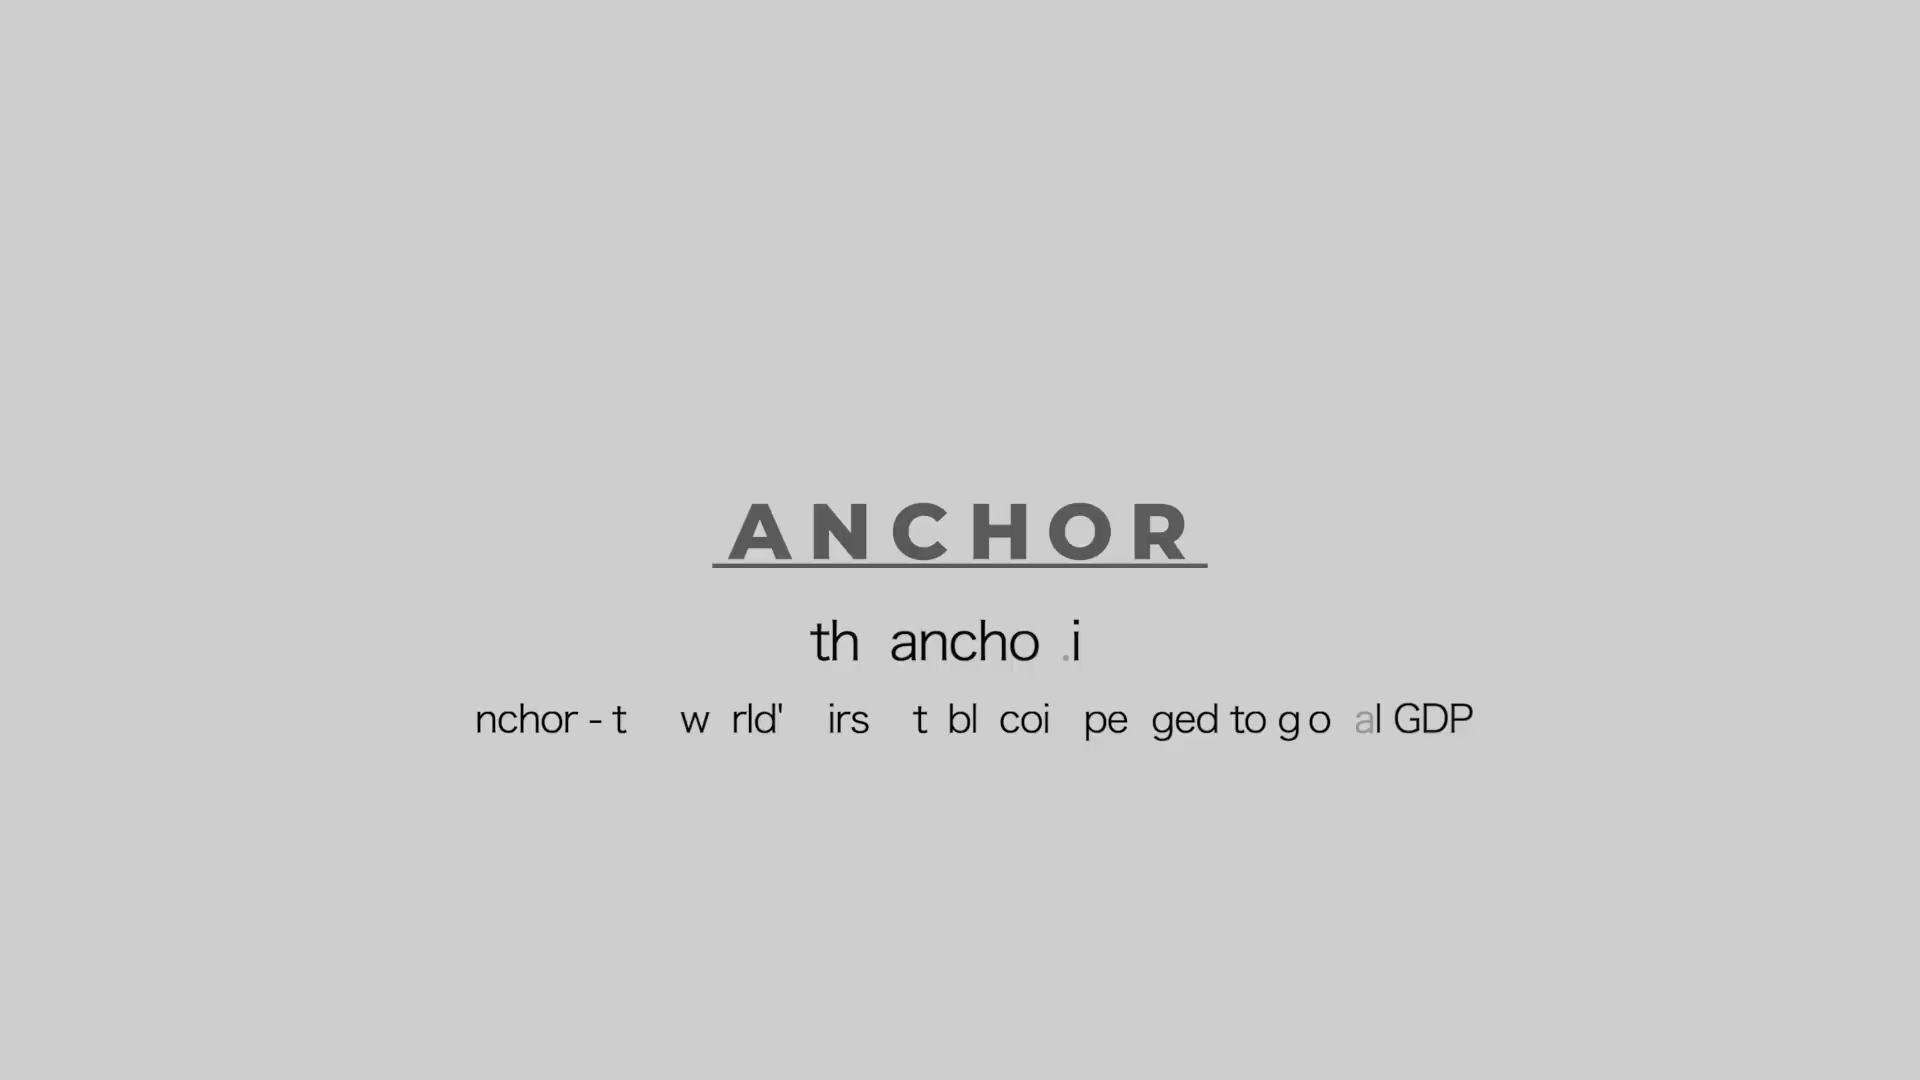 ANCHOR
th ancho .i
nchor - t w rld' irs t bl coi pe ged to g o al GDP